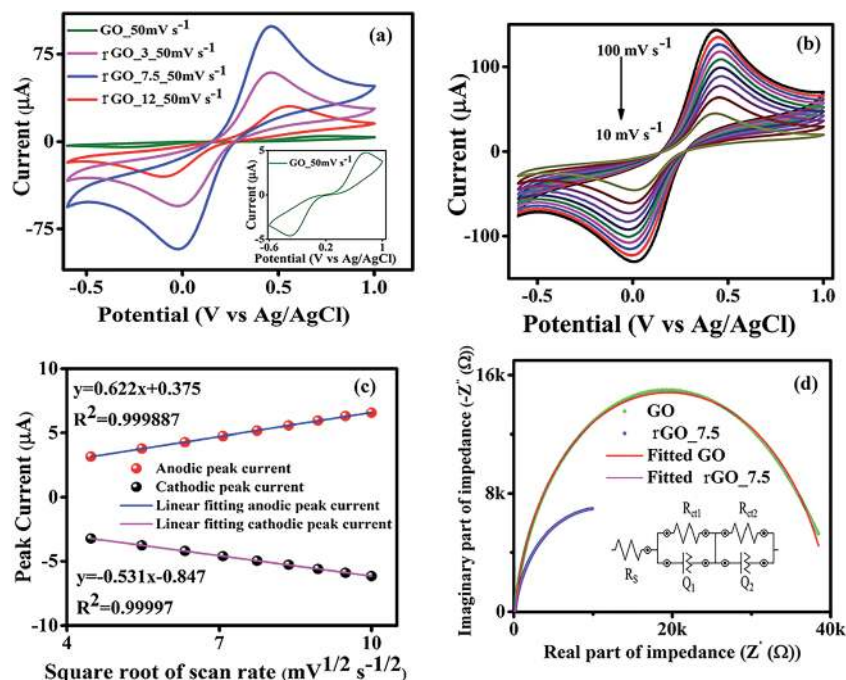 (a)
GO_50mV s⁻¹
rGO_3_50mV s⁻¹
rGO_7.5_50mV s⁻¹
rGO_12_50mV s⁻¹
75
0
-75
Current (μA)
-0.5
0.0
0.5
1.0
Potential (V vs Ag/AgCl)
GO_50mV s⁻¹
5
0
-5
Current (μA)
-0.6
0.2
1
Potential (V vs Ag/AgCl)
(b)
100 mV s⁻¹
10 mV s⁻¹
100
0
-100
Current (μA)
-0.5
0.0
0.5
1.0
Potential (V vs Ag/AgCl)
(c)
y=0.622x+0.375
R²=0.999887
Anodic peak current
Cathodic peak current
Linear fitting anodic peak current
Linear fitting cathodic peak current
y=-0.531x-0.847
R²=0.99997
10
5
0
-5
-10
Peak Current (μA)
4
7
10
Square root of scan rate (mV^1/2 s^-1/2)
(d)
GO
rGO_7.5
Fitted GO
Fitted rGO_7.5
Rct1
Rct2
RS
Q1
Q2
16k
8k
0
Imaginary part of impedance (-Z'' (Ω))
0
20k
40k
Real part of impedance (Z' (Ω))